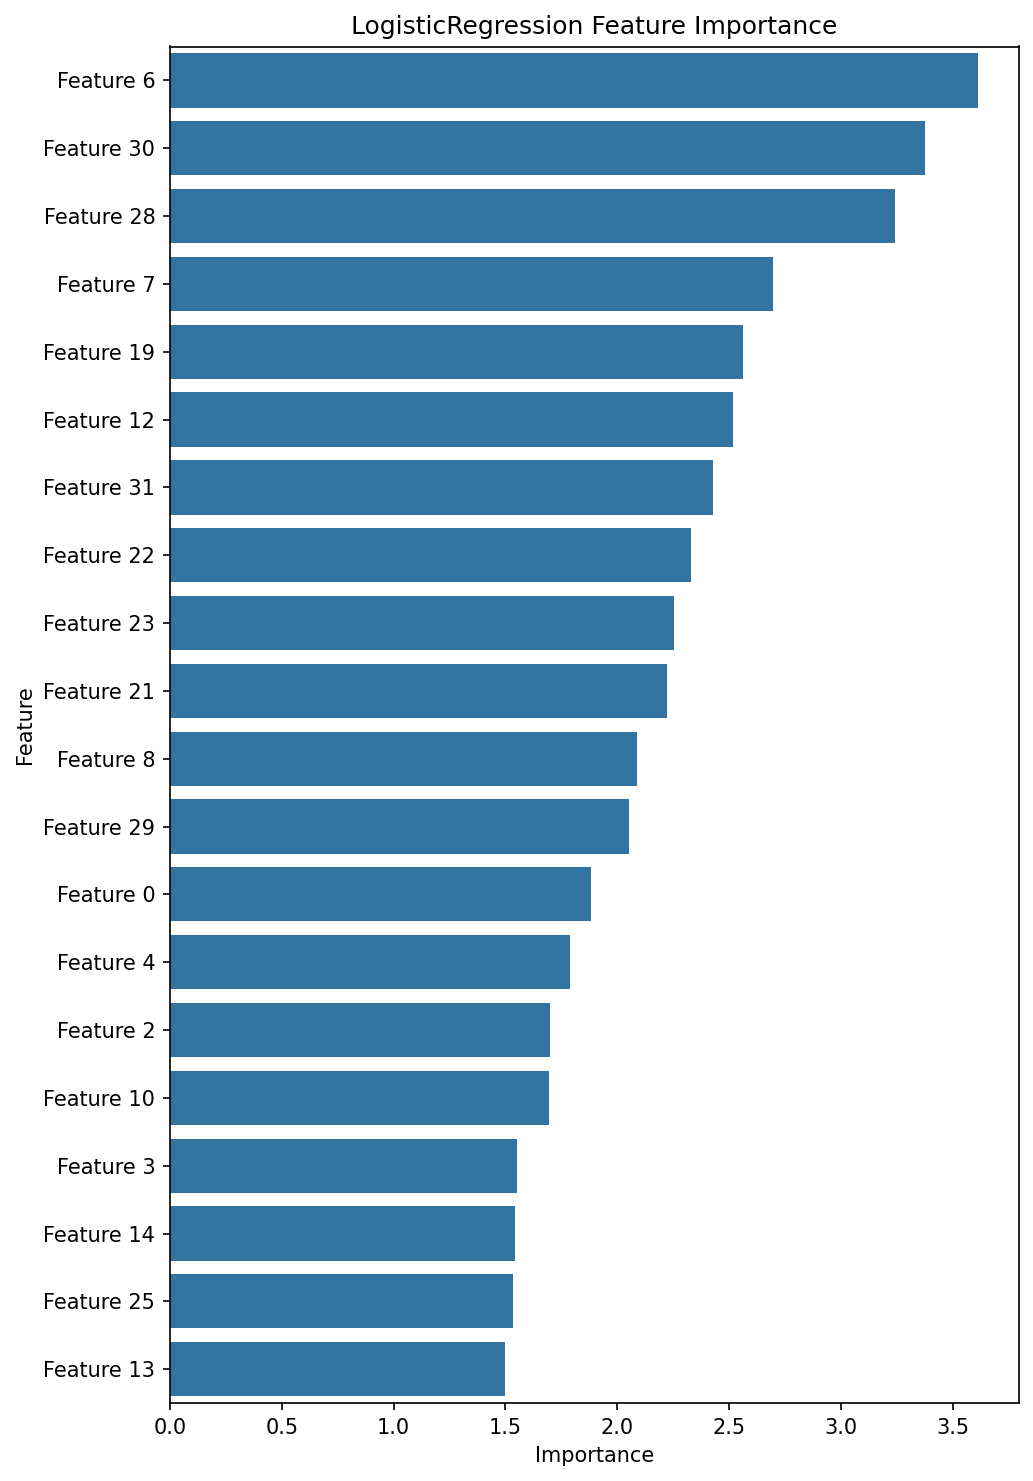 LogisticRegression Feature Importance
Feature 6
Feature 30
Feature 28
Feature 7
Feature 19
Feature 12
Feature 31
Feature 22
Feature 23
Feature 21
Feature 8
Feature 29
Feature 0
Feature 4
Feature 2
Feature 10
Feature 3
Feature 14
Feature 25
Feature 13
Feature
0.0 0.5 1.0 1.5 2.0 2.5 3.0 3.5
Importance